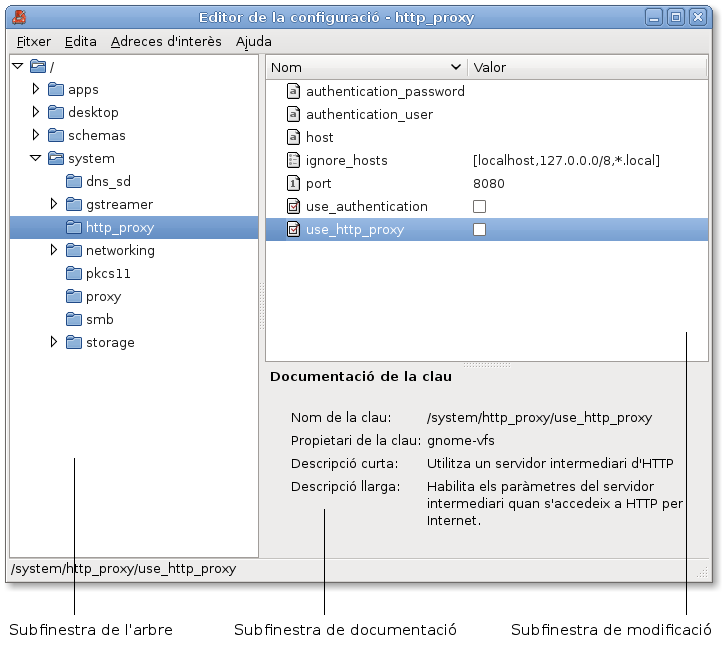 Editor de la configuració - http_proxy
Fitxer Edita Adreces d'interès Ajuda
/
apps
desktop
schemas
system
dns_sd
gstreamer
http_proxy
networking
pkcs11
proxy
smb
storage
Nom Valor
authentication_password
authentication_user
host
ignore_hosts [localhost,127.0.0.0/8,*.local]
port 8080
use_authentication
use_http_proxy
Documentació de la clau
Nom de la clau: /system/http_proxy/use_http_proxy
Propietari de la clau: gnome-vfs
Descripció curta: Utilitza un servidor intermediari d'HTTP
Descripció llarga: Habilita els paràmetres del servidor
intermediari quan s'accedeix a HTTP per
Internet.
/system/http_proxy/use_http_proxy
Subfinestra de l'arbre Subfinestra de documentació Subfinestra de modificació